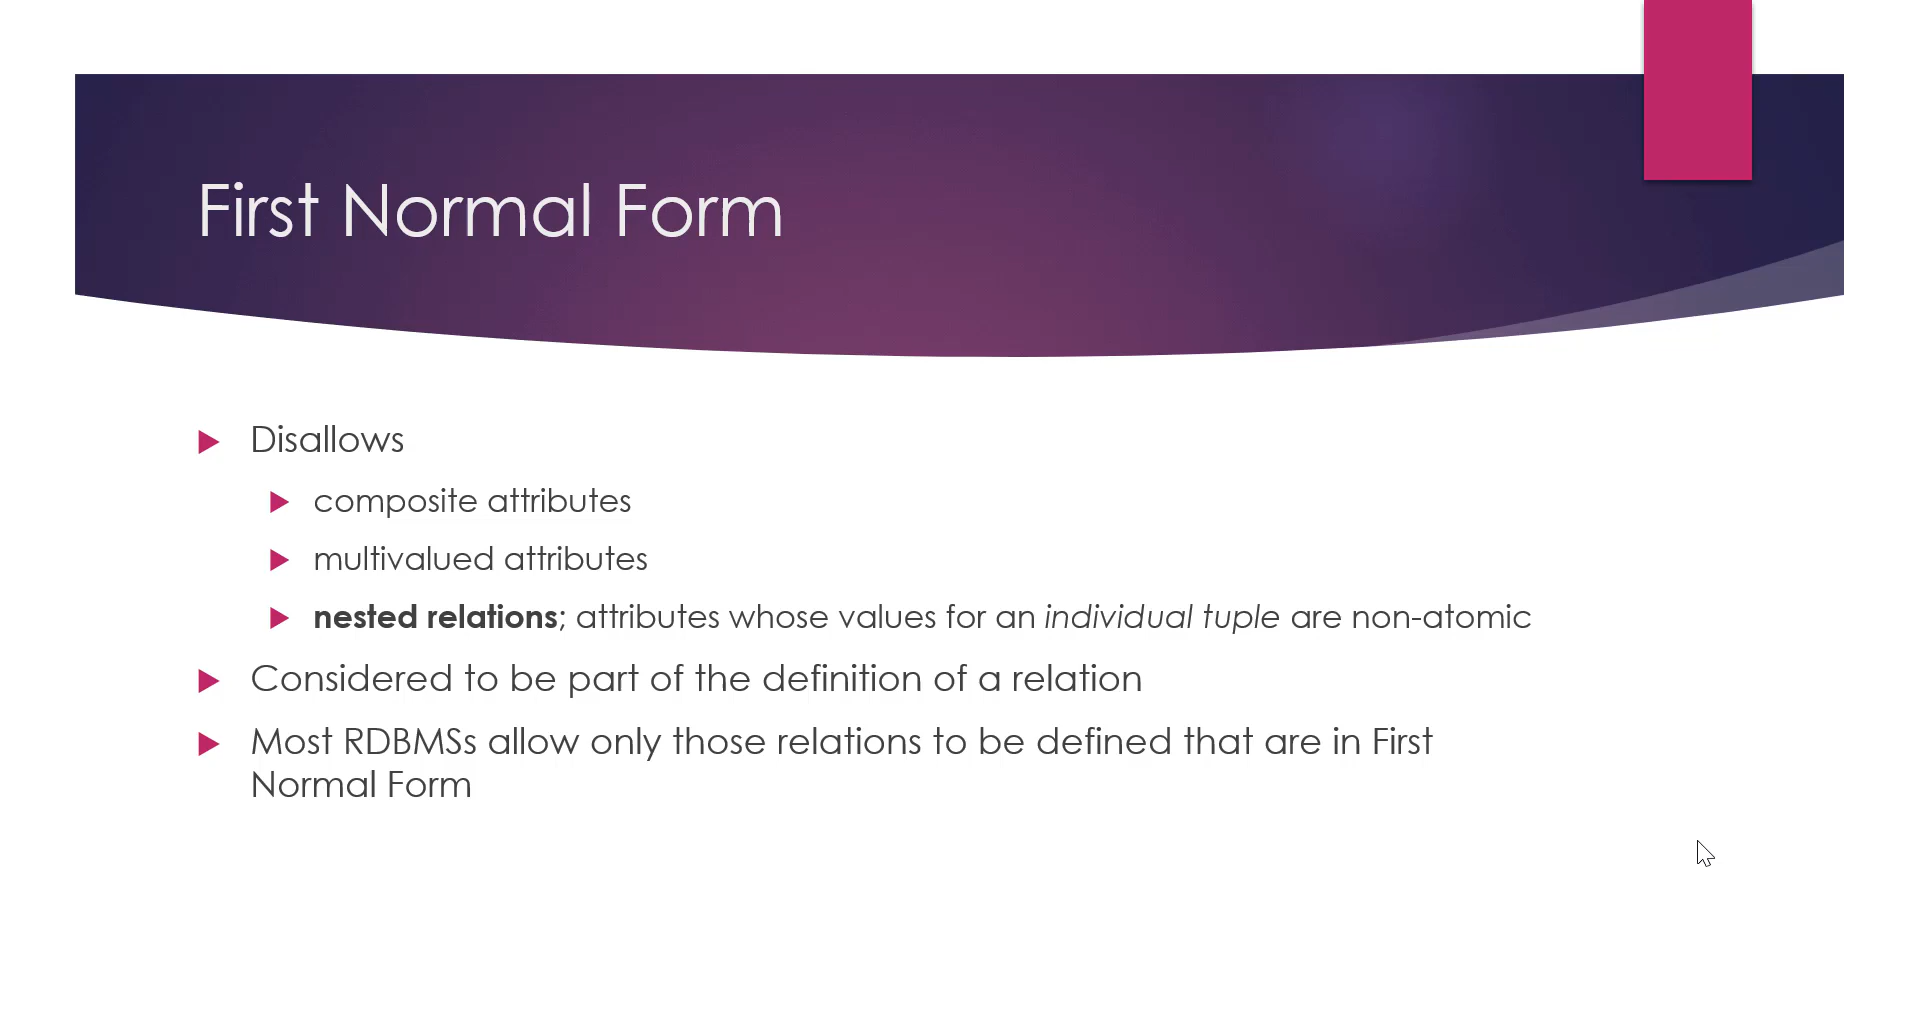 First Normal Form
Disallows
composite attributes
multivalued attributes
nested relations; attributes whose values for an individual tuple are non-atomic
Considered to be part of the definition of a relation
Most RDBMSs allow only those relations to be defined that are in First
Normal Form